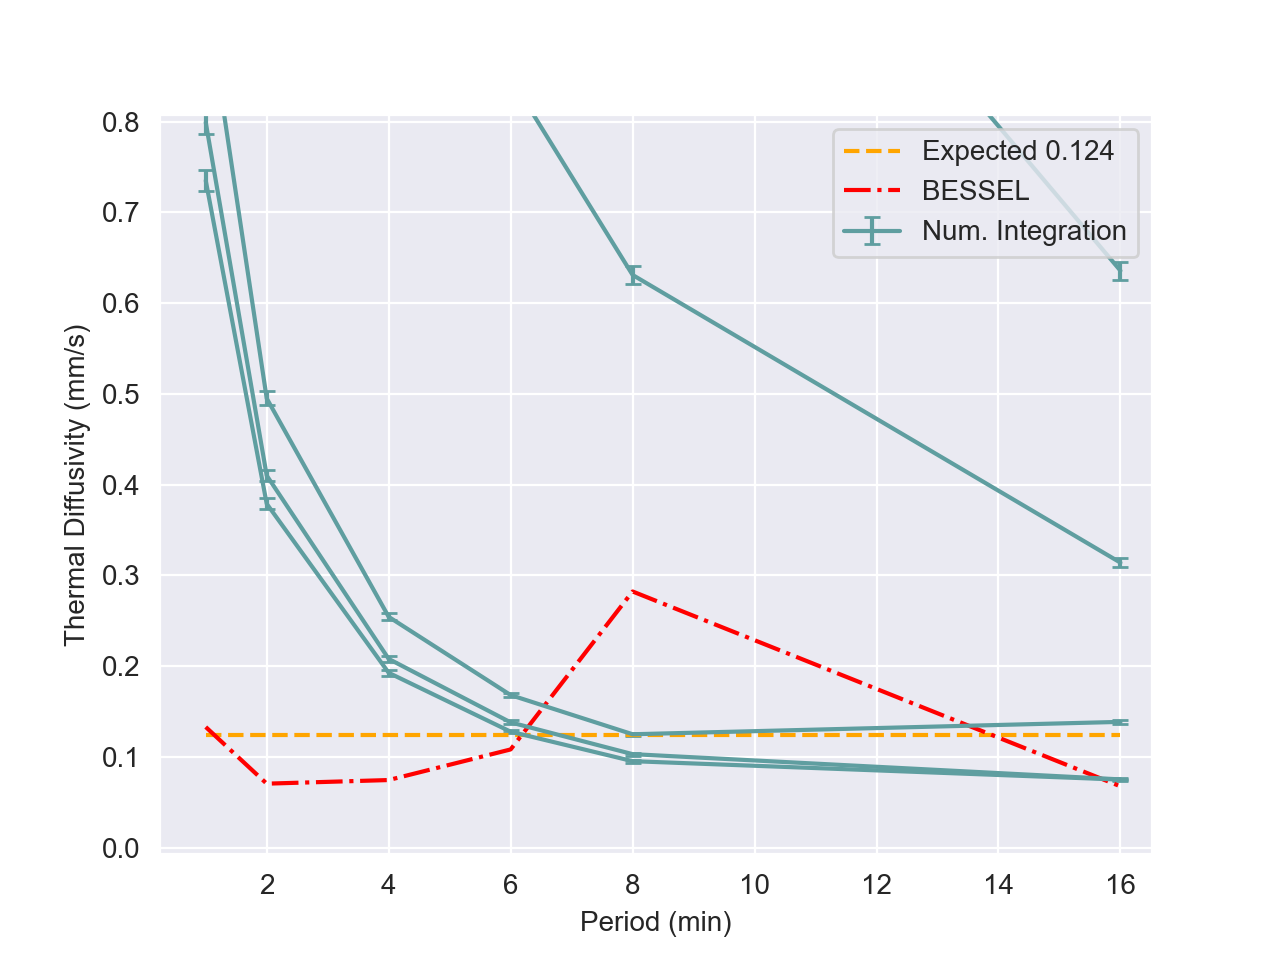 0.8
0.7
0.6
0.5
0.4
0.3
0.2
0.1
0.0
Thermal Diffusivity (mm/s)
Expected 0.124
BESSEL
Num. Integration
2 4 6 8 10 12 14 16
Period (min)